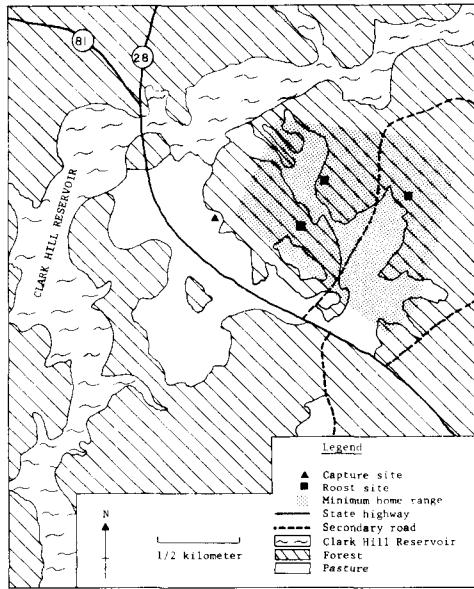 81
28
CLARK HILL RESERVOIR
Legend
Capture site
Roost site
Minimum home range
State highway
Secondary road
Clark Hill Reservoir
Forest
Pasture
N
1/2 kilometer